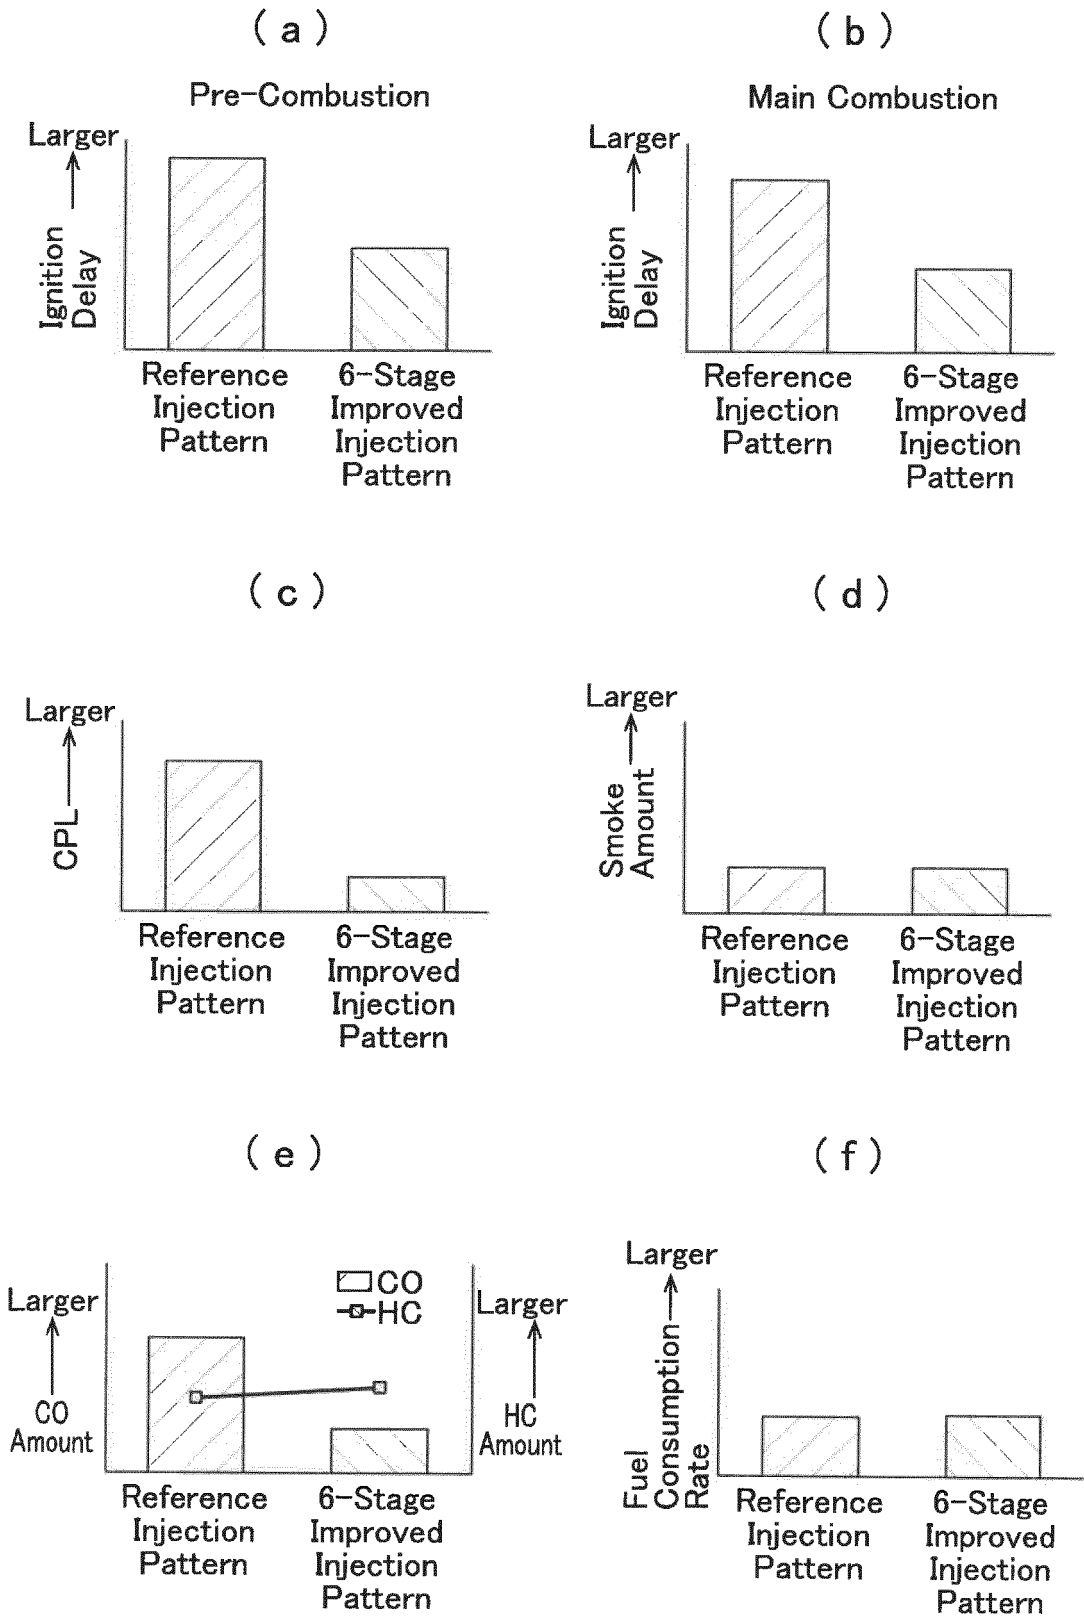 (a)
Pre-Combustion
Larger
Ignition
Delay
Reference
Injection
Pattern
6-Stage
Improved
Injection
Pattern
(b)
Main Combustion
Larger
Ignition
Delay
Reference
Injection
Pattern
6-Stage
Improved
Injection
Pattern
(c)
Larger
CPL
Reference
Injection
Pattern
6-Stage
Improved
Injection
Pattern
(d)
Larger
Smoke
Amount
Reference
Injection
Pattern
6-Stage
Improved
Injection
Pattern
(e)
Larger
CO
Amount
CO
HC
Larger
HC
Amount
Reference
Injection
Pattern
6-Stage
Improved
Injection
Pattern
(f)
Larger
Fuel
Consumption
Rate
Reference
Injection
Pattern
6-Stage
Improved
Injection
Pattern